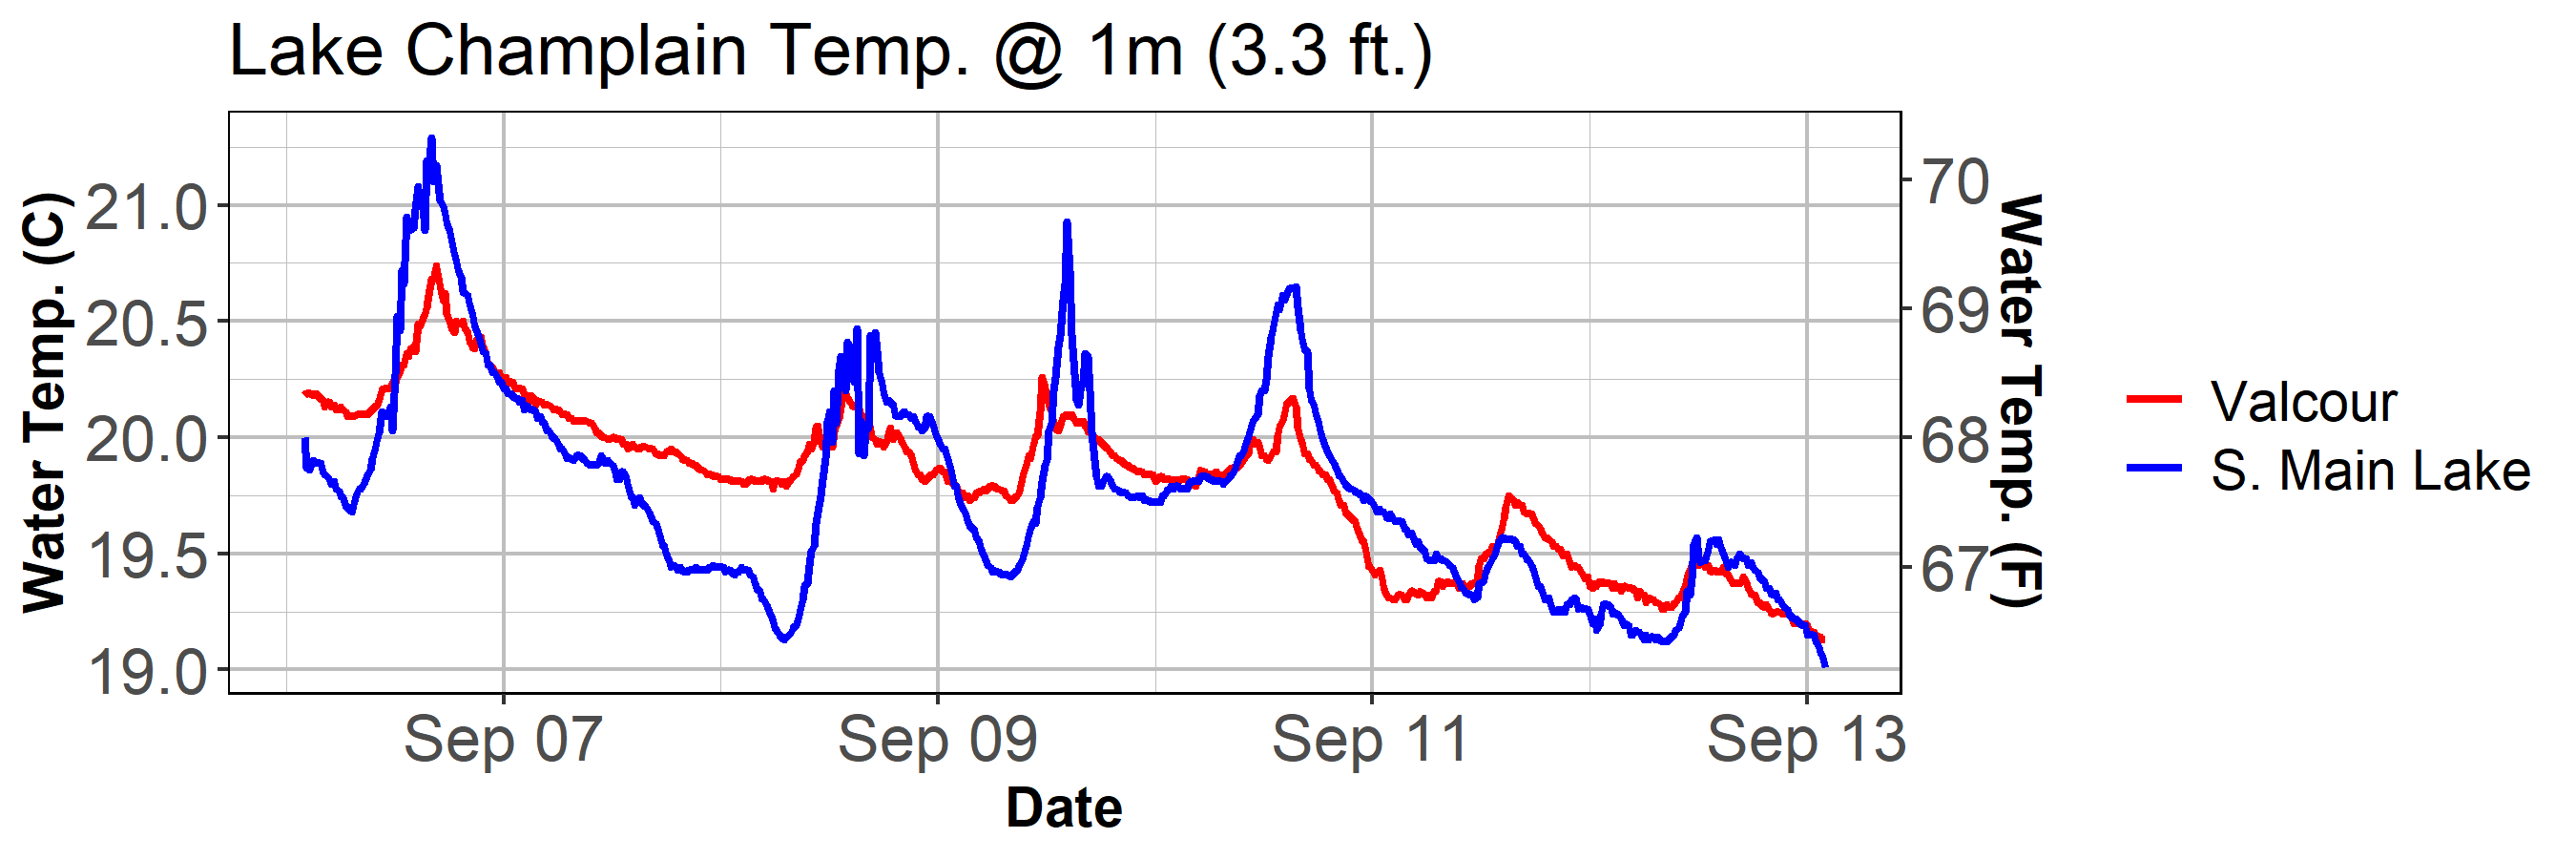 Lake Champlain Temp. @ 1m (3.3 ft.)
Water Temp. (C)
21.0
20.5
20.0
19.5
19.0
70
69
68
67
Water Temp. (F)
Sep 07
Sep 09
Sep 11
Sep 13
Date
Valcour
S. Main Lake